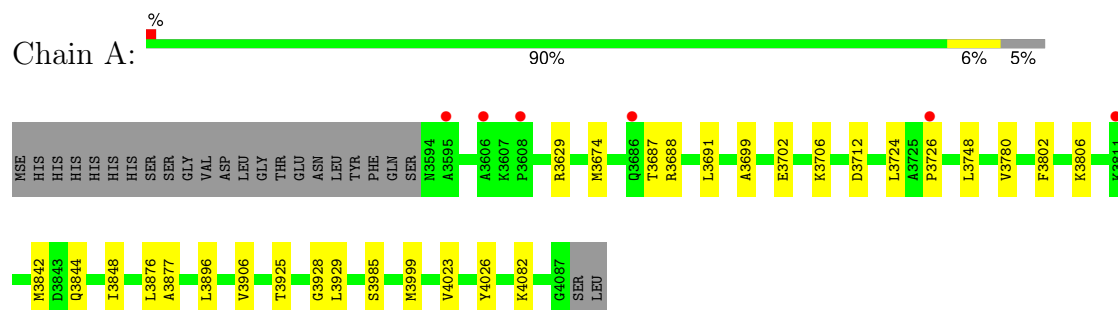 %
Chain A:
90% 6% 5%
MSE HIS HIS HIS HIS HIS HIS SER SER GLY VAL ASP LEU GLY THR GLU ASN LEU TYR PHE GLN SER N3594 A3595 A3606 K3607 P3608 R3629 M3674 Q3686 T3687 R3688 L3691 A3699 E3702 K3706 D3712 L3724 A3725 P3726 L3748 V3780 F3802 K3806 K3811
M3842 D3843 Q3844 I3848 L3876 A3877 L3896 V3906 T3925 G3928 L3929 S3985 M3999 V4023 Y4026 K4082 G4087 SER LEU